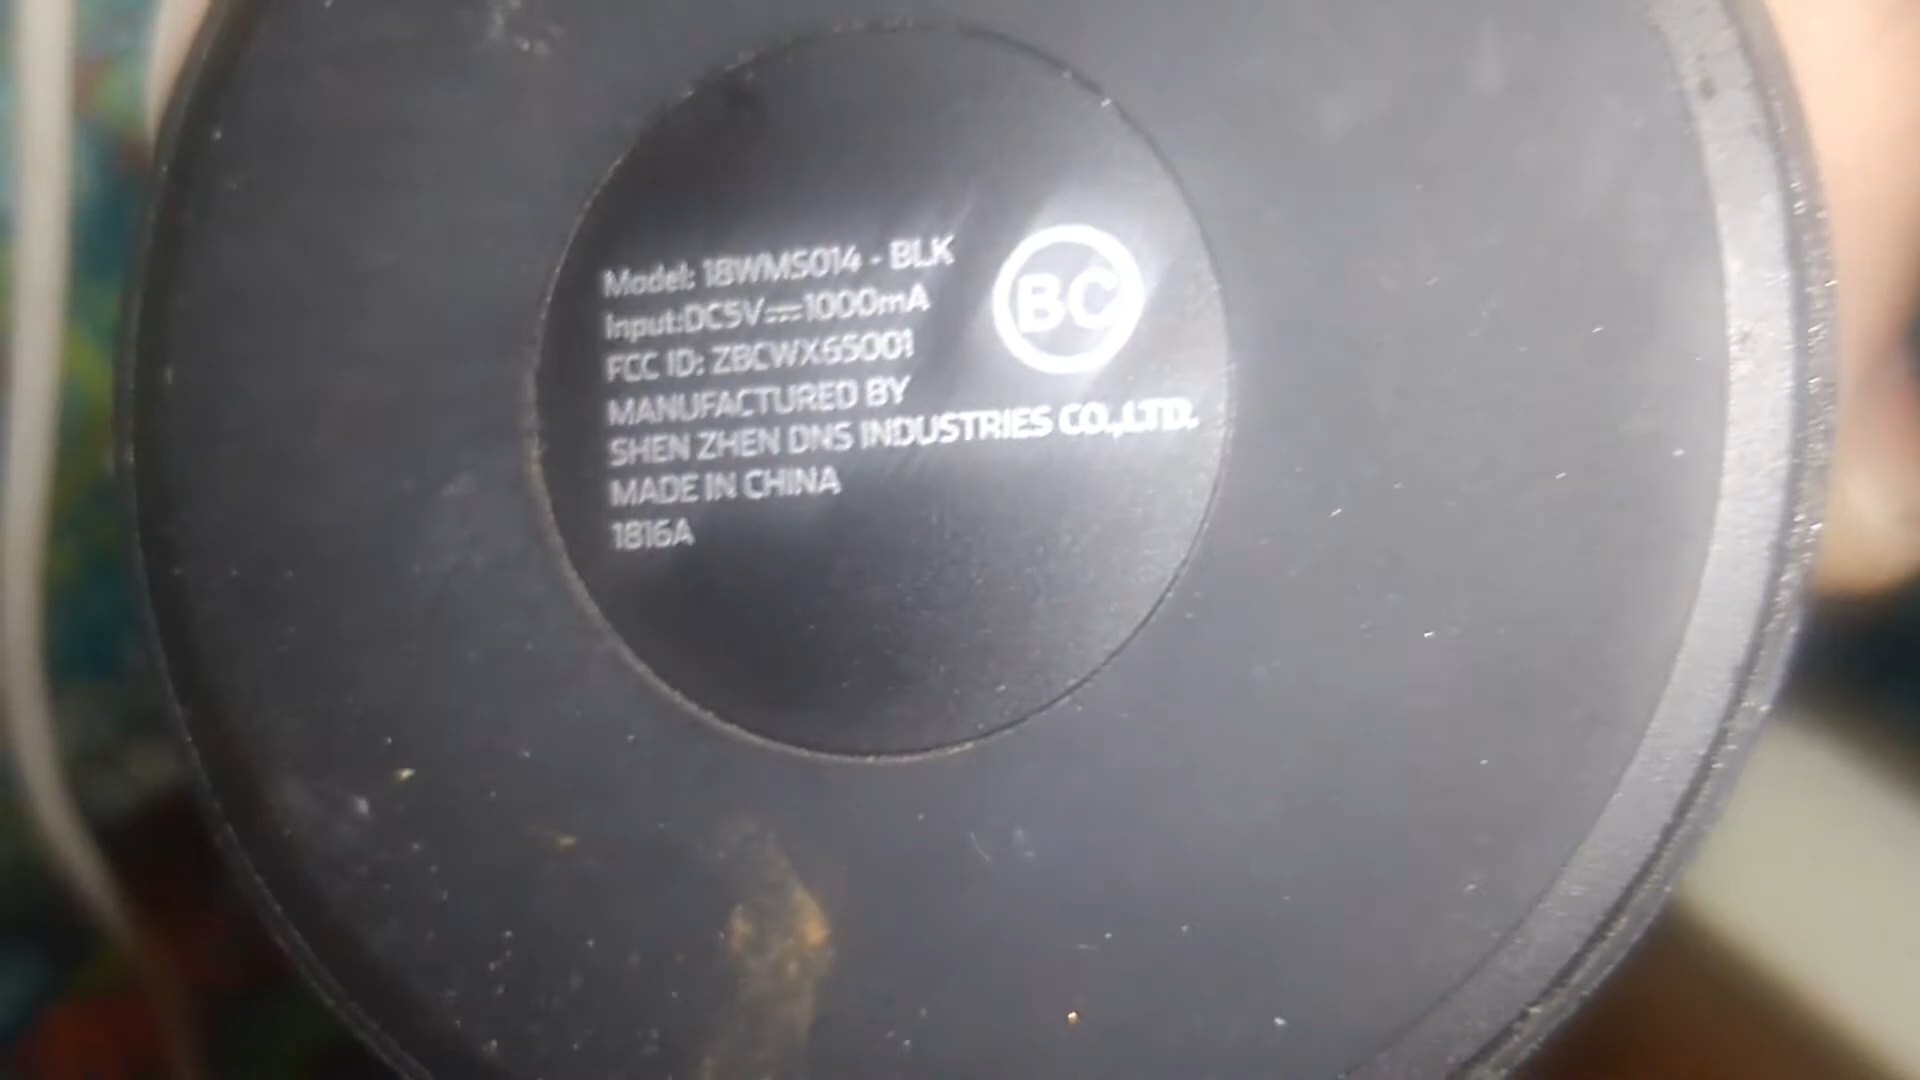 Model: 18WMS014 - BLK
BC
Input:DC5V⎓1000mA
FCC ID: ZBCWX65001
MANUFACTURED BY
SHEN ZHEN DNS INDUSTRIES CO.,LTD.
MADE IN CHINA
1816A